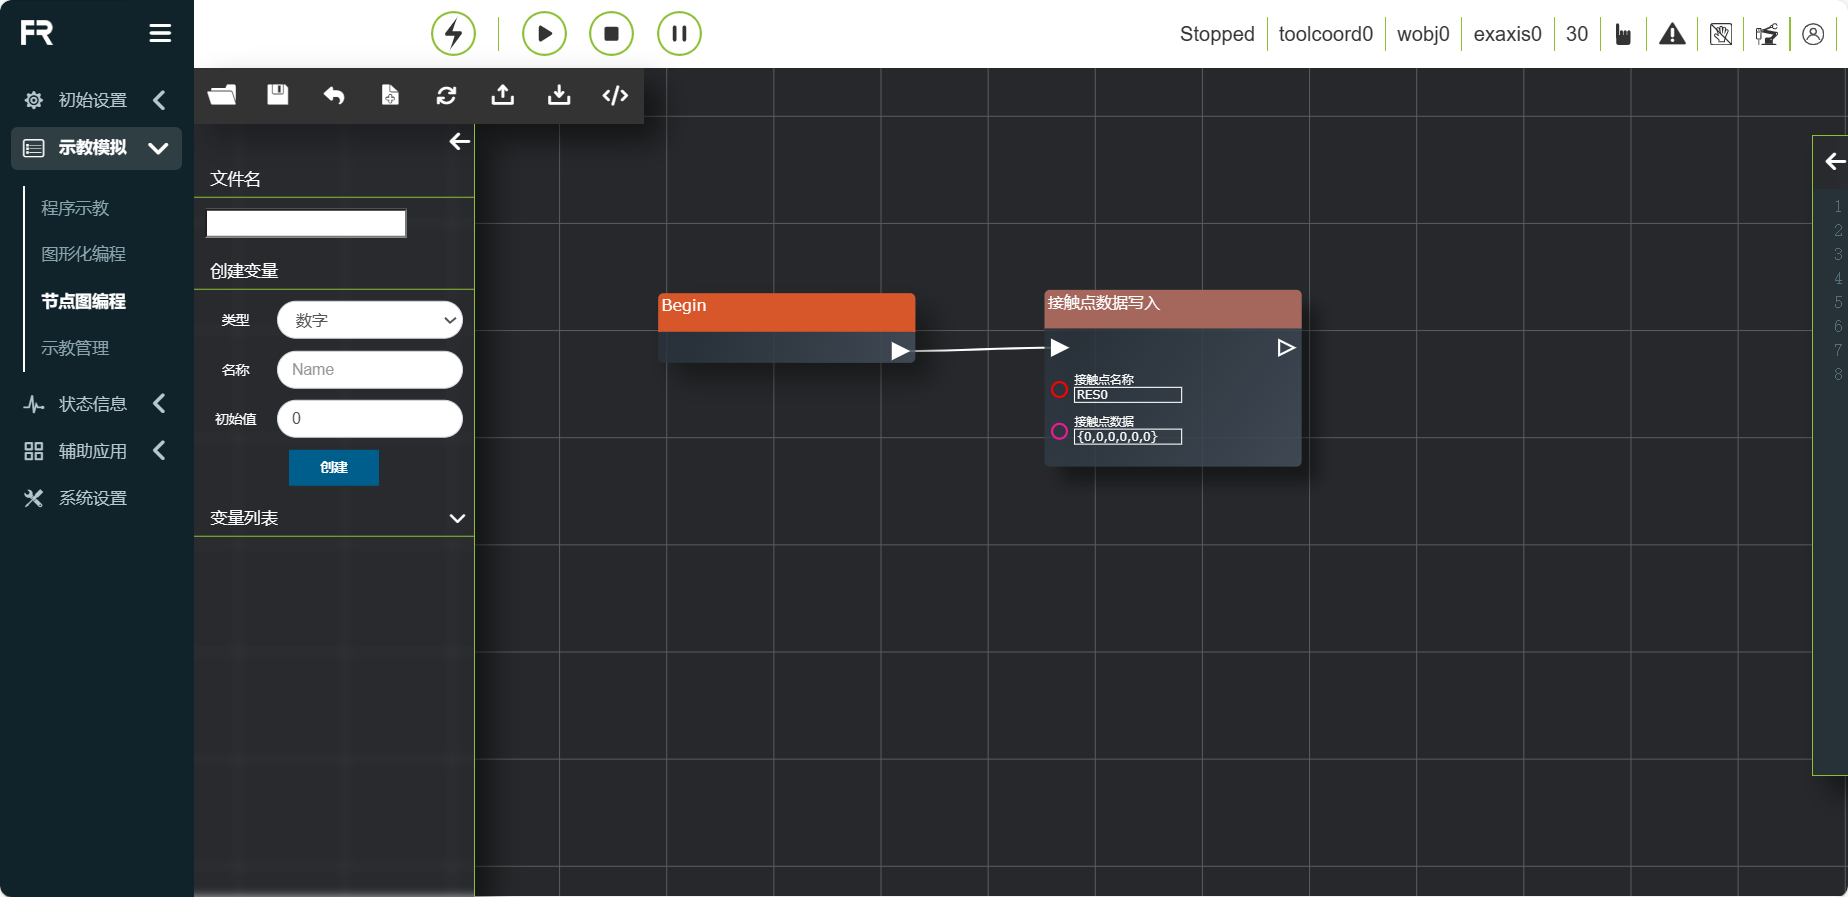 FR
Stopped
toolcoord0
wobj0
exaxis0
30
初始设置
示教模拟
程序示教
图形化编程
节点图编程
示教管理
状态信息
辅助应用
系统设置
文件名
创建变量
类型
数字
名称
Name
初始值
0
创建
变量列表
Begin
接触点数据写入
接触点名称
RES0
接触点数据
{0,0,0,0,0,0}
1
2
3
4
5
6
7
8